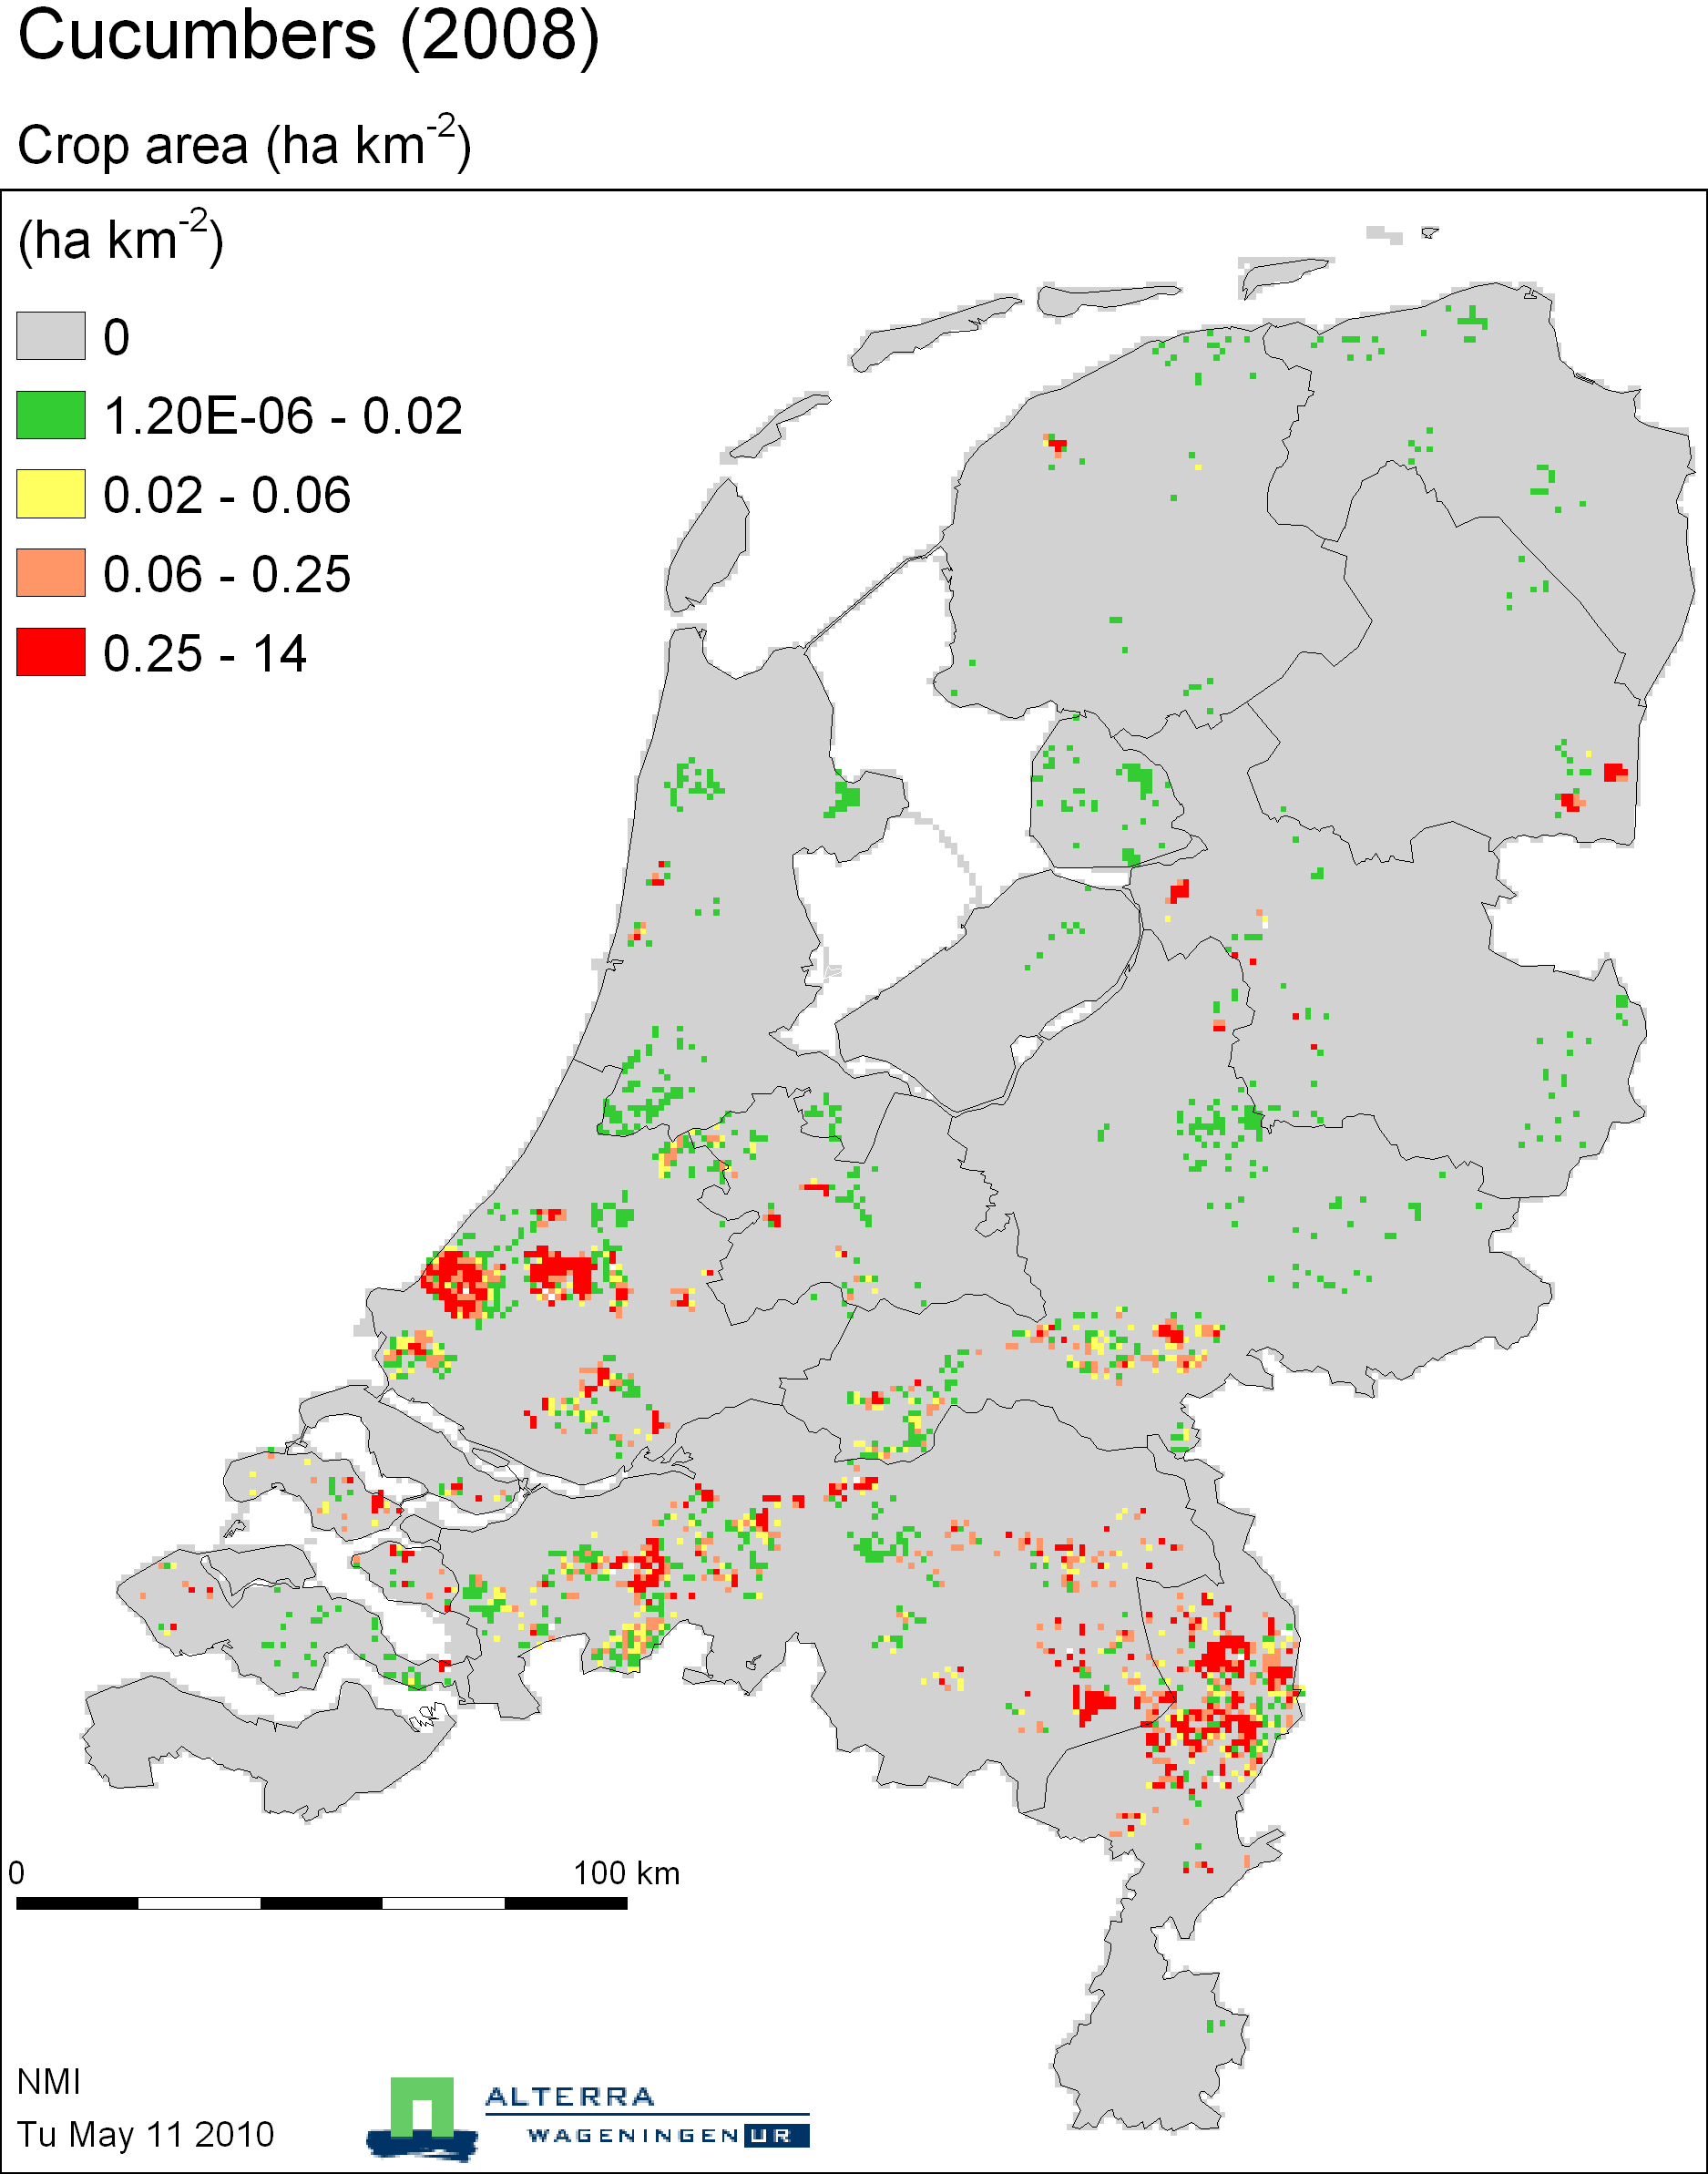 Cucumbers (2008)
Crop area (ha km-2)
(ha km-2)
0
1.20E-06 - 0.02
0.02 - 0.06
0.06 - 0.25
0.25 - 14
0 100 km
NMI
Tu May 11 2010
ALTERRA
WAGENINGEN UR